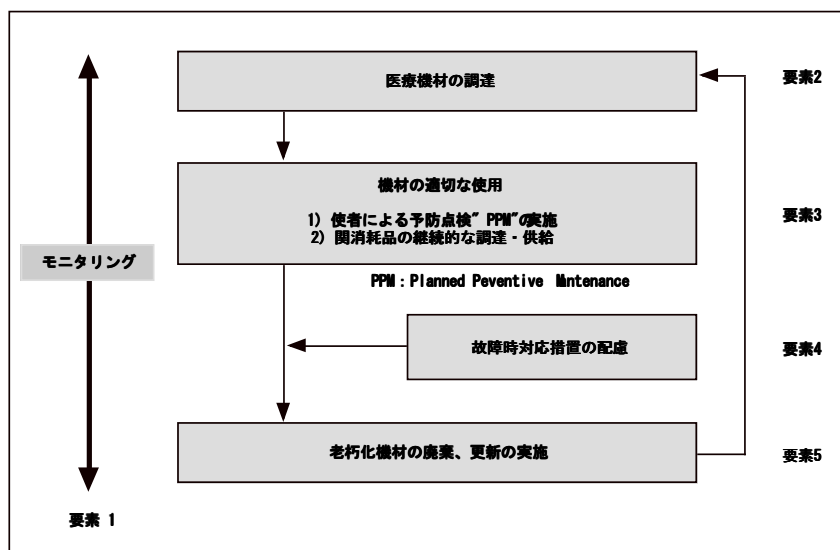 医療機材の調達
要素2
機材の適切な使用
1) 使者による予防点検" PPM"の実施
2) 関消耗品の継続的な調達・供給
要素3
モニタリング
PPM：Planned Peventive Mintenance
故障時対応措置の配慮
要素4
老朽化機材の廃棄、更新の実施
要素5
要素 1